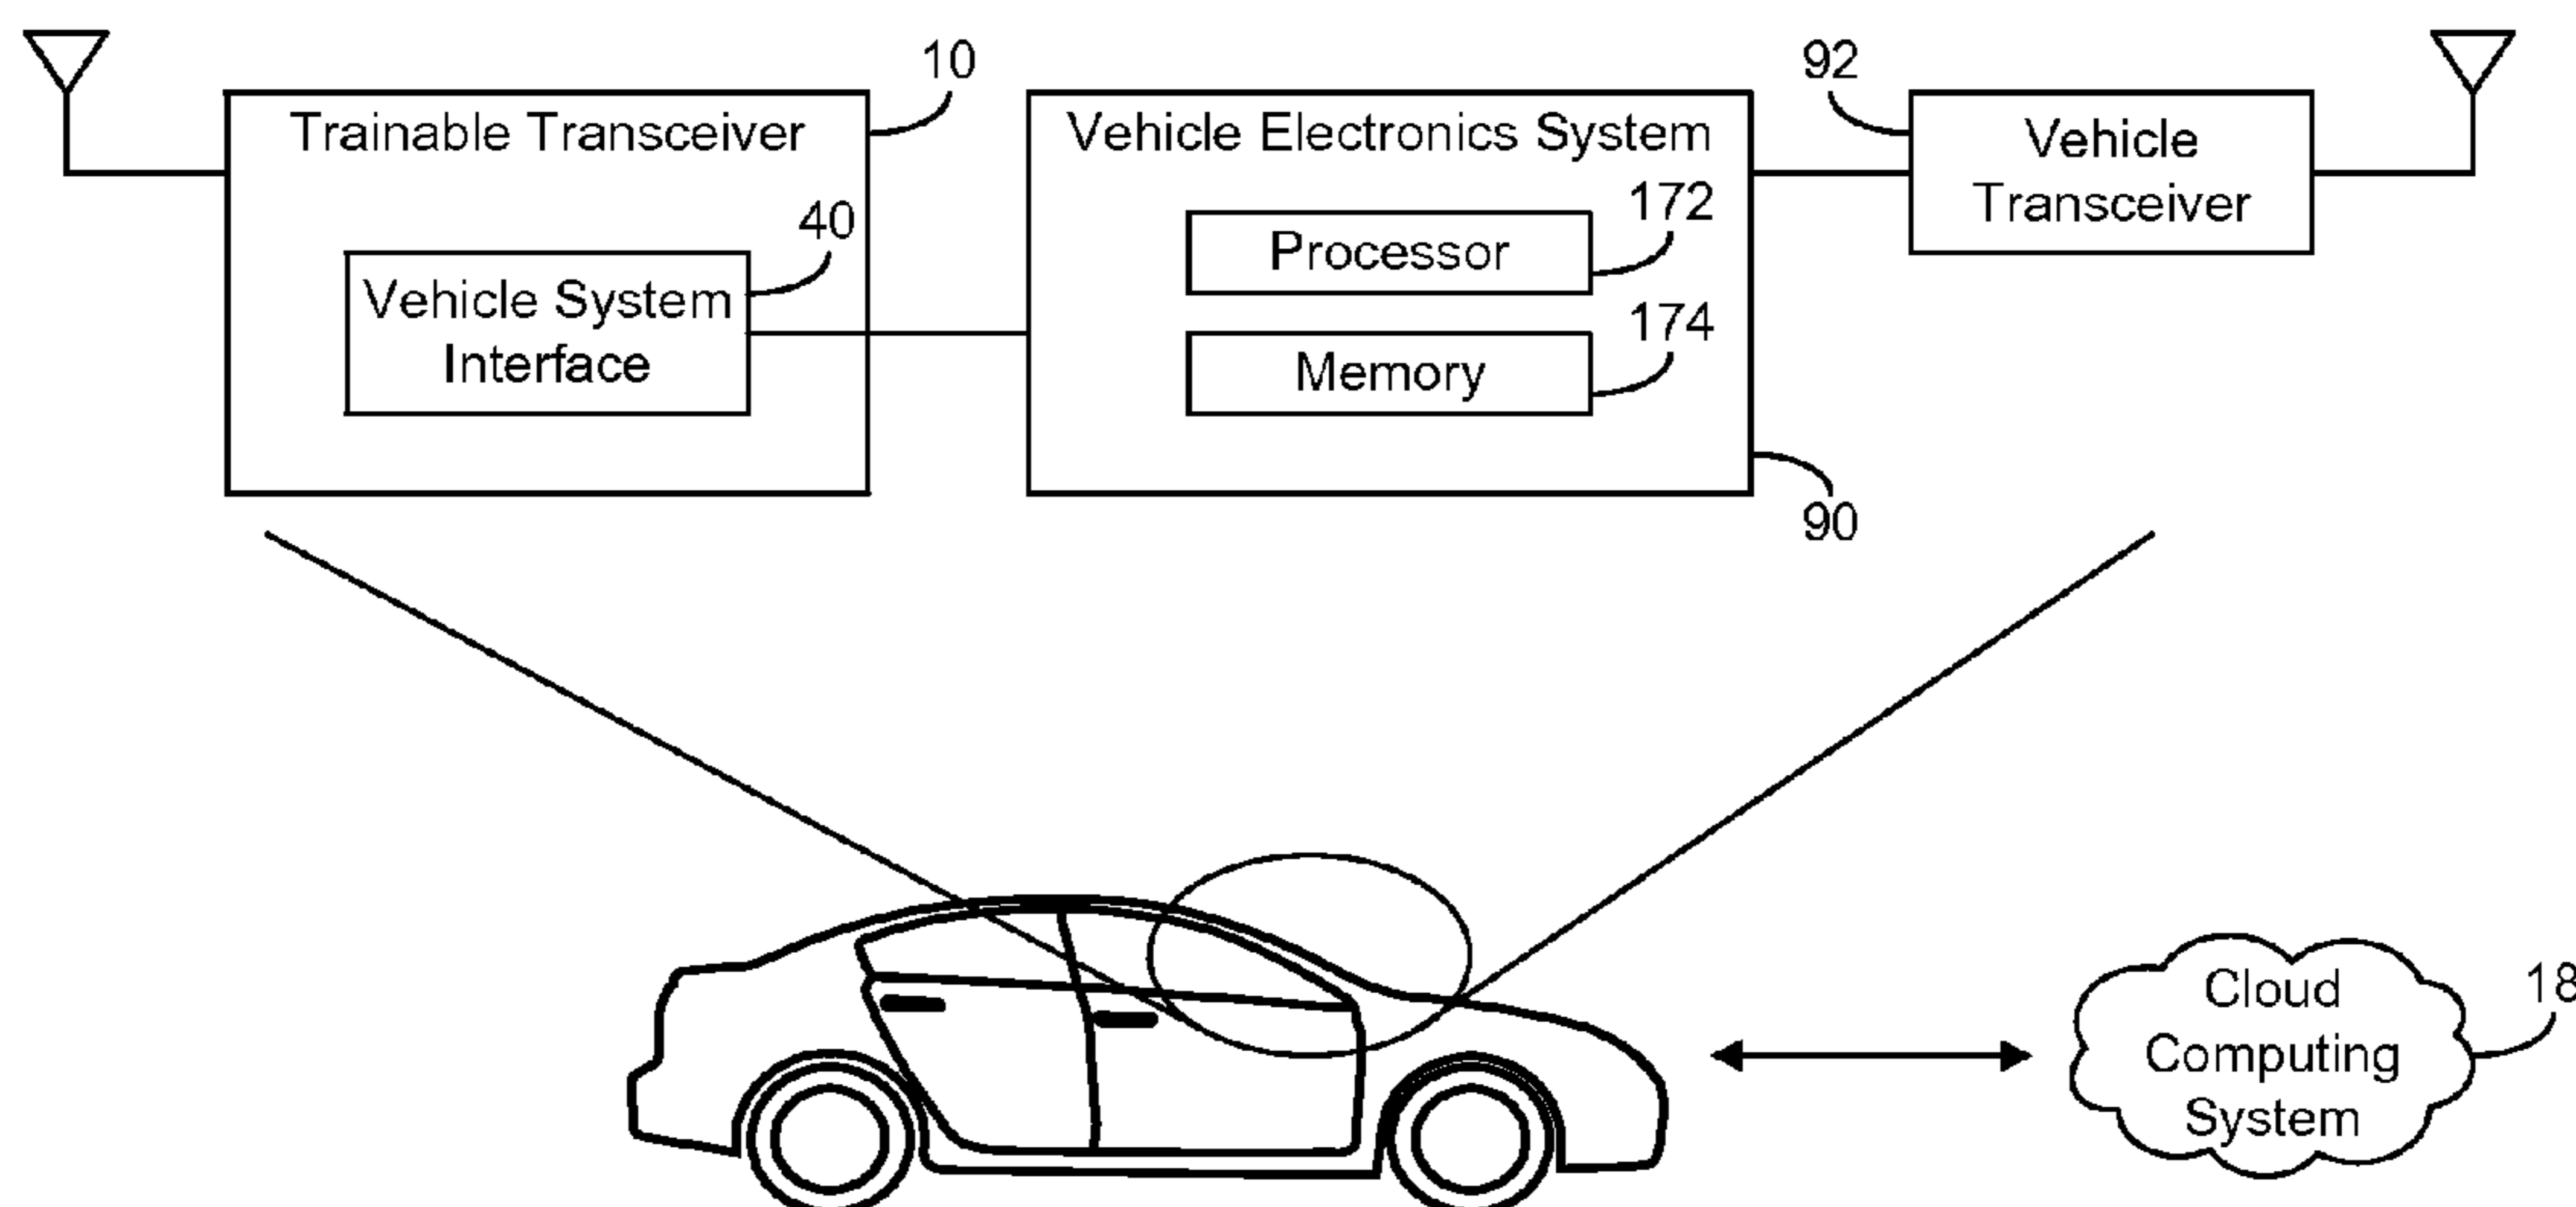 10
92
Trainable Transceiver
Vehicle Electronics System
Vehicle
Transceiver
40
172
Vehicle System
Interface
Processor
174
Memory
90
Cloud
Computing
System
18